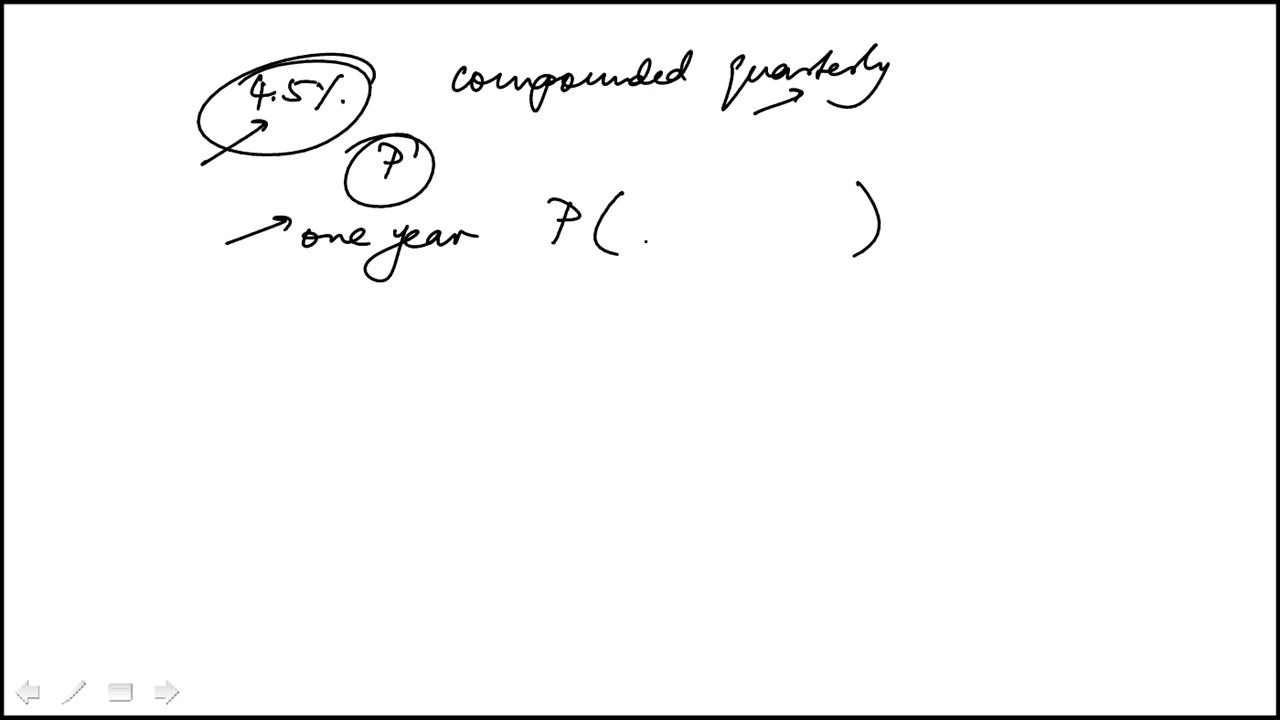 4.5% compounded quarterly
P
one year P( . )